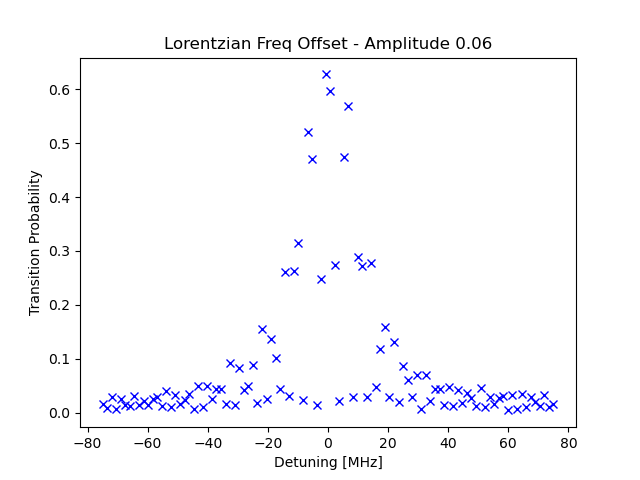 Lorentzian Freq Offset - Amplitude 0.06
Transition Probability
0.6
0.5
0.4
0.3
0.2
0.1
0.0
−80 −60 −40 −20 0 20 40 60 80
Detuning [MHz]